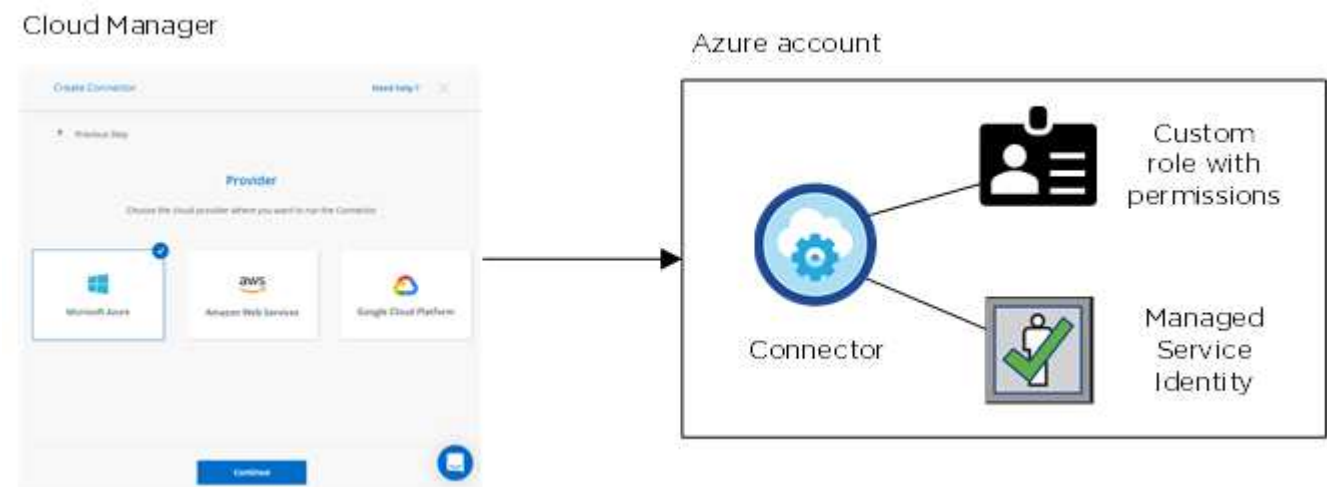 Cloud Manager
Create Connector
Need help?
Previous Step
Provider
Choose the cloud provider where you want to run the Connector
Microsoft Azure
aws
Amazon Web Services
Google Cloud Platform
Continue
Azure account
Custom
role with
permissions
Connector
Managed
Service
Identity